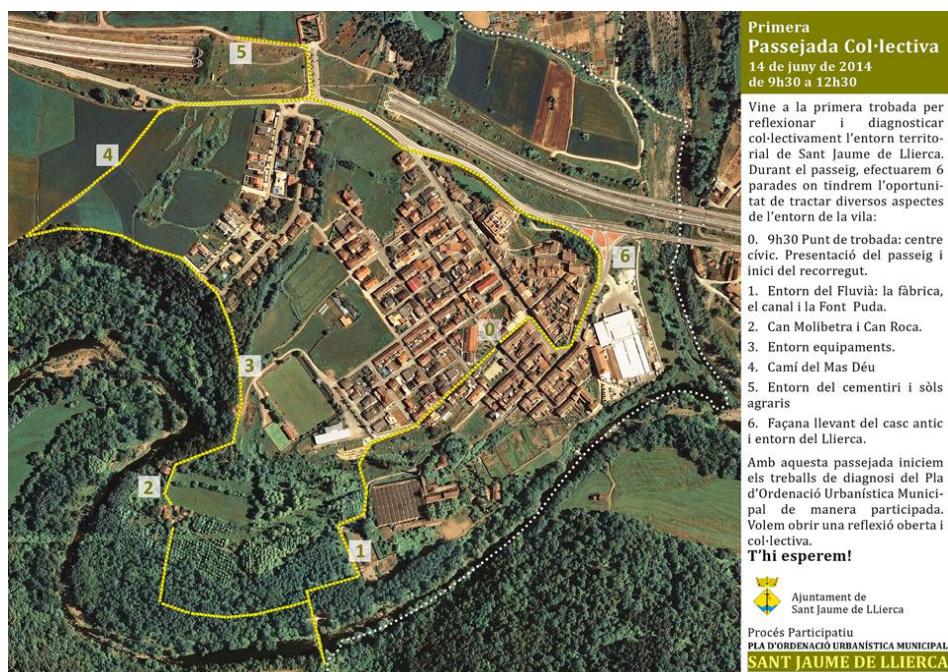 Primera
Passejada Col·lectiva
14 de juny de 2014
de 9h30 a 12h30
Vine a la primera trobada per
reflexionar i diagnosticar
col·lectivament l'entorn territo-
rial de Sant Jaume de Llierca.
Durant el passeig, efectuarem 6
parades on tindrem l'oportuni-
tat de tractar diversos aspectes
de l'entorn de la vila:
0. 9h30 Punt de trobada: centre
cívic. Presentació del passeig i
inici del recorregut.
1. Entorn del Fluvià: la fàbrica,
el canal i la Font Puda.
2. Can Molibetra i Can Roca.
3. Entorn equipaments.
4. Camí del Mas Déu
5. Entorn del cementiri i sòls
agraris
6. Façana llevant del casc antic
i entorn del Llierca.
Amb aquesta passejada iniciem
els treballs de diagnosi del Pla
d'Ordenació Urbanística Munici-
pal de manera participada.
Volem obrir una reflexió oberta i
col·lectiva.
T'hi esperem!
Ajuntament de
Sant Jaume de LLierca
Procés Participatiu
PLA D'ORDENACIÓ URBANÍSTICA MUNICIPAL
SANT JAUME DE LLIERCA
5
4
6
0
3
2
1